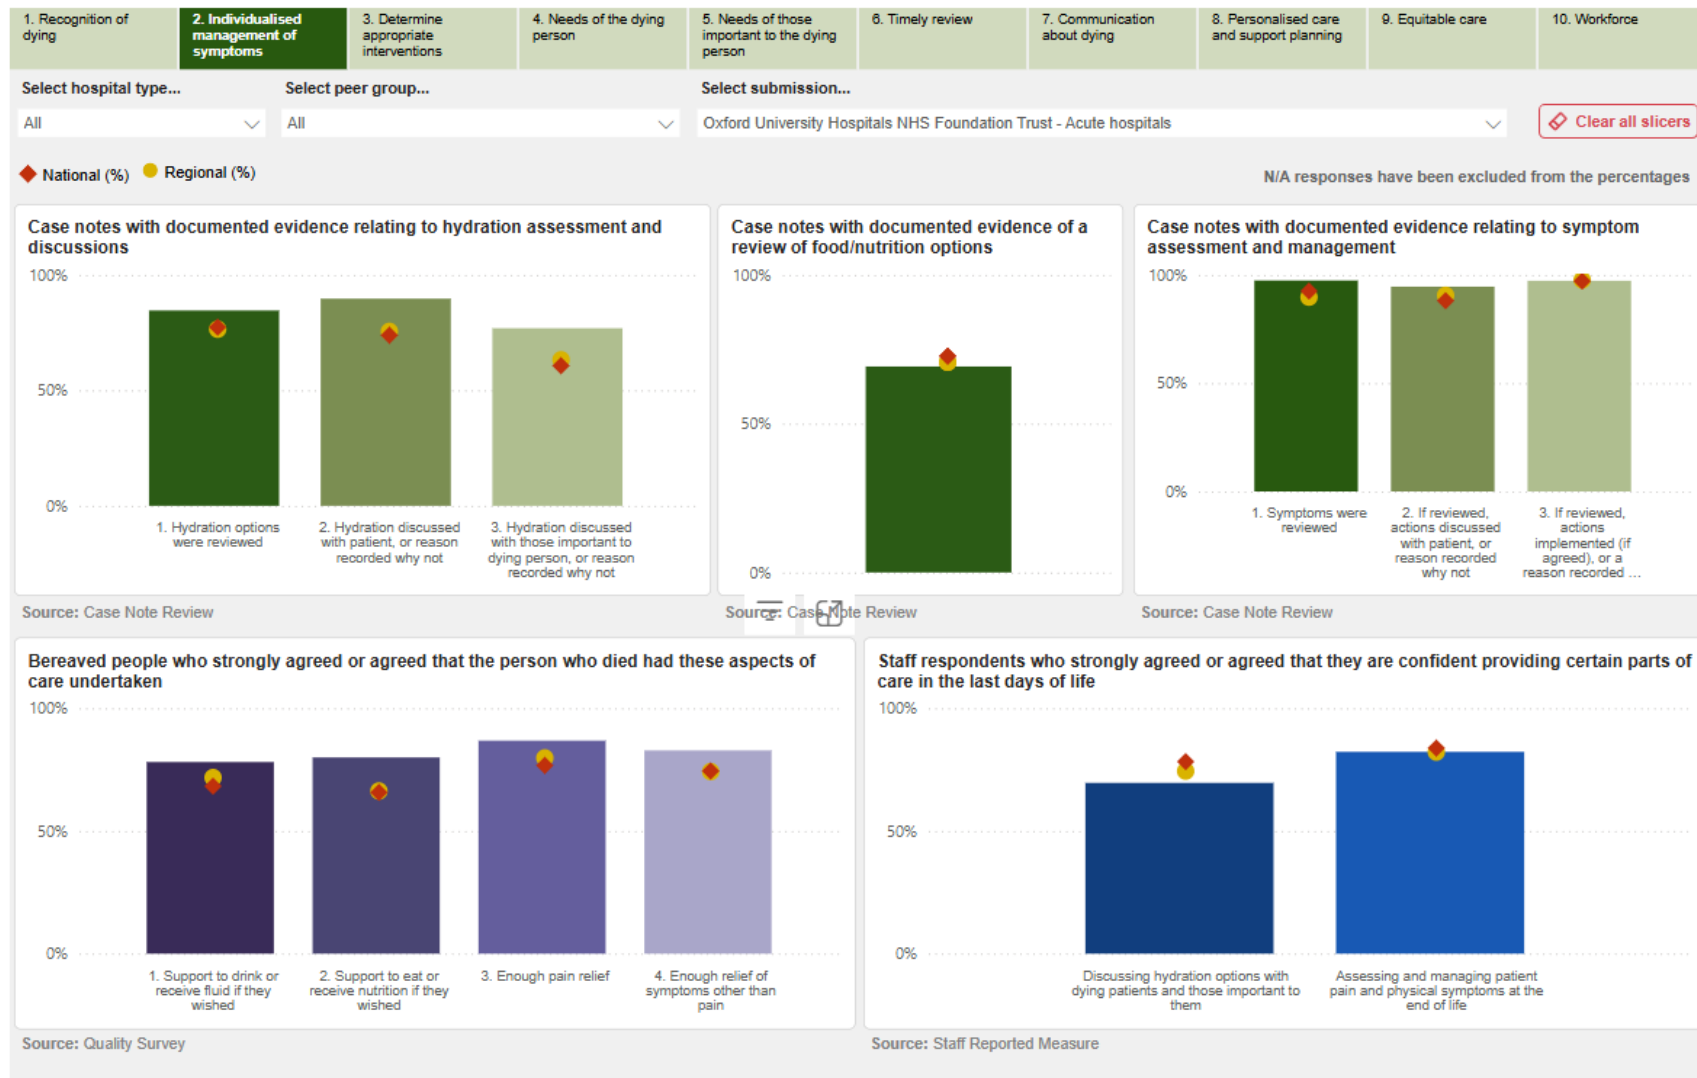 1. Recognition of
dying
2. Individualised
management of
symptoms
3. Determine
appropriate
interventions
4. Needs of the dying
person
5. Needs of those
important to the dying
person
6. Timely review
7. Communication
about dying
8. Personalised care
and support planning
9. Equitable care
10. Workforce
Select hospital type...
Select peer group...
Select submission...
All
All
Oxford University Hospitals NHS Foundation Trust - Acute hospitals
Clear all slicers
National (%)
Regional (%)
N/A responses have been excluded from the percentages
Case notes with documented evidence relating to hydration assessment and
discussions
100%
50%
0%
1. Hydration options
were reviewed
2. Hydration discussed
with patient, or reason
recorded why not
3. Hydration discussed
with those important to
dying person, or reason
recorded why not
Source: Case Note Review
Case notes with documented evidence of a
review of food/nutrition options
100%
50%
0%
Source: Case Note Review
Case notes with documented evidence relating to symptom
assessment and management
100%
50%
0%
1. Symptoms were
reviewed
2. If reviewed,
actions discussed
with patient, or
reason recorded
why not
3. If reviewed,
actions
implemented (if
agreed), or a
reason recorded ...
Source: Case Note Review
Bereaved people who strongly agreed or agreed that the person who died had these aspects of
care undertaken
100%
50%
0%
1. Support to drink or
receive fluid if they
wished
2. Support to eat or
receive nutrition if they
wished
3. Enough pain relief
4. Enough relief of
symptoms other than
pain
Source: Quality Survey
Staff respondents who strongly agreed or agreed that they are confident providing certain parts of
care in the last days of life
100%
50%
0%
Discussing hydration options with
dying patients and those important to
them
Assessing and managing patient
pain and physical symptoms at the
end of life
Source: Staff Reported Measure